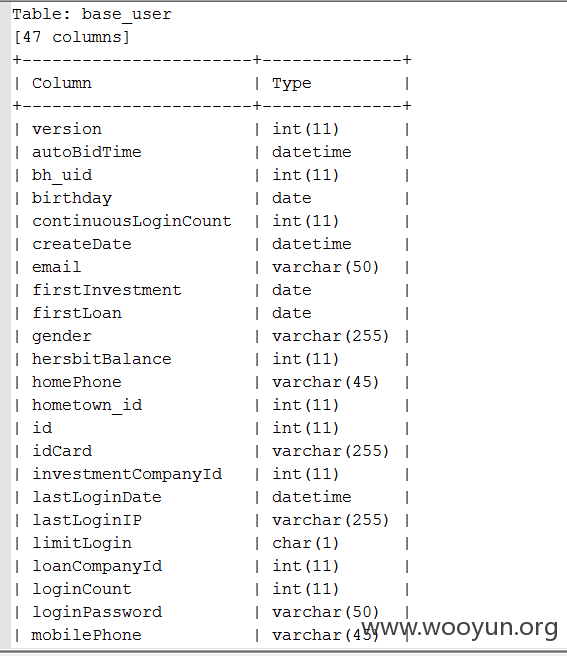 Table: base_user
[47 columns]
+-----------------------+--------------+
| Column | Type |
+-----------------------+--------------+
| version | int(11) |
| autoBidTime | datetime |
| bh_uid | int(11) |
| birthday | date |
| continuousLoginCount | int(11) |
| createDate | datetime |
| email | varchar(50) |
| firstInvestment | date |
| firstLoan | date |
| gender | varchar(255) |
| hersbitBalance | int(11) |
| homePhone | varchar(45) |
| hometown_id | int(11) |
| id | int(11) |
| idCard | varchar(255) |
| investmentCompanyId | int(11) |
| lastLoginDate | datetime |
| lastLoginIP | varchar(255) |
| limitLogin | char(1) |
| loanCompanyId | int(11) |
| loginCount | int(11) |
| loginPassword | varchar(50) |
| mobilePhone | varchar(45) |
www.wooyun.org